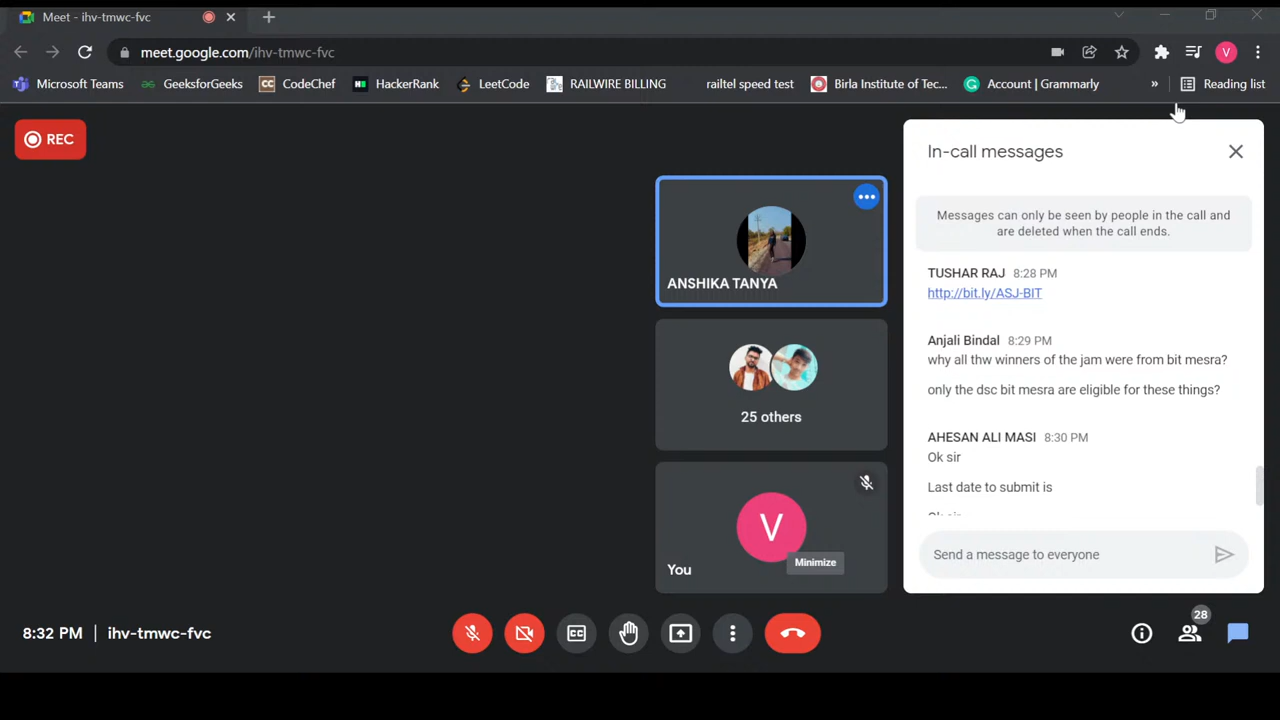 Meet - ihv-tmwc-fvc
meet.google.com/ihv-tmwc-fvc
V
Microsoft Teams
GeeksforGeeks
CodeChef
HackerRank
LeetCode
RAILWIRE BILLING
railtel speed test
Birla Institute of Tec...
Account | Grammarly
»
Reading list
REC
In-call messages
Messages can only be seen by people in the call and
are deleted when the call ends.
TUSHAR RAJ 8:28 PM
http://bit.ly/ASJ-BIT
Anjali Bindal 8:29 PM
why all thw winners of the jam were from bit mesra?
only the dsc bit mesra are eligible for these things?
AHESAN ALI MASI 8:30 PM
Ok sir
Last date to submit is
Send a message to everyone
ANSHIKA TANYA
25 others
V
Minimize
You
8:32 PM | ihv-tmwc-fvc
CC
28